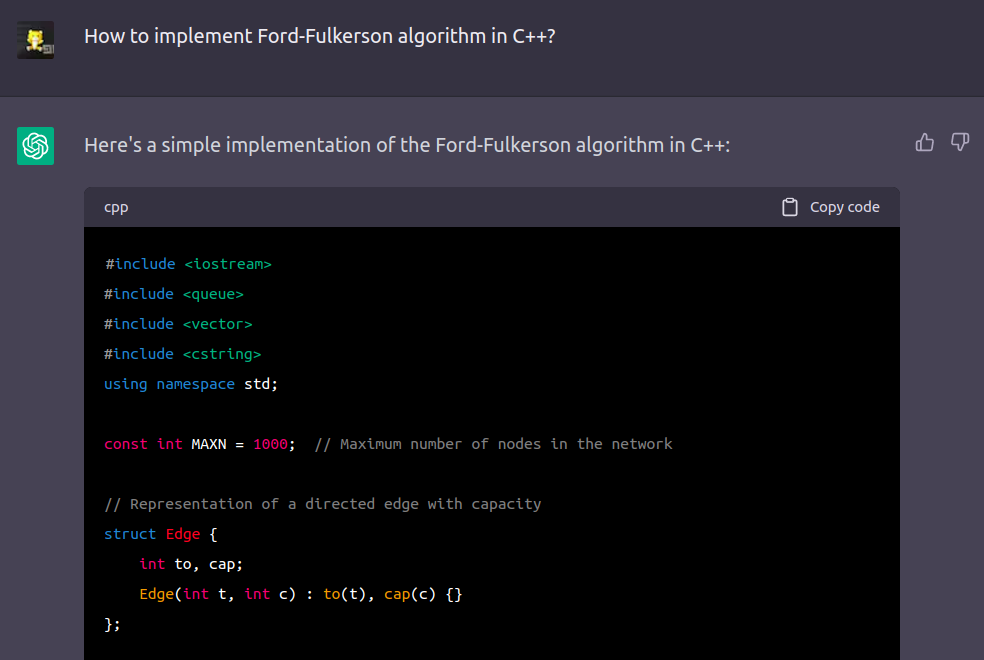 How to implement Ford-Fulkerson algorithm in C++?
Here's a simple implementation of the Ford-Fulkerson algorithm in C++:
cpp
Copy code
#include <iostream>
#include <queue>
#include <vector>
#include <cstring>
using namespace std;
const int MAXN = 1000;  // Maximum number of nodes in the network
// Representation of a directed edge with capacity
struct Edge {
    int to, cap;
    Edge(int t, int c) : to(t), cap(c) {}
};